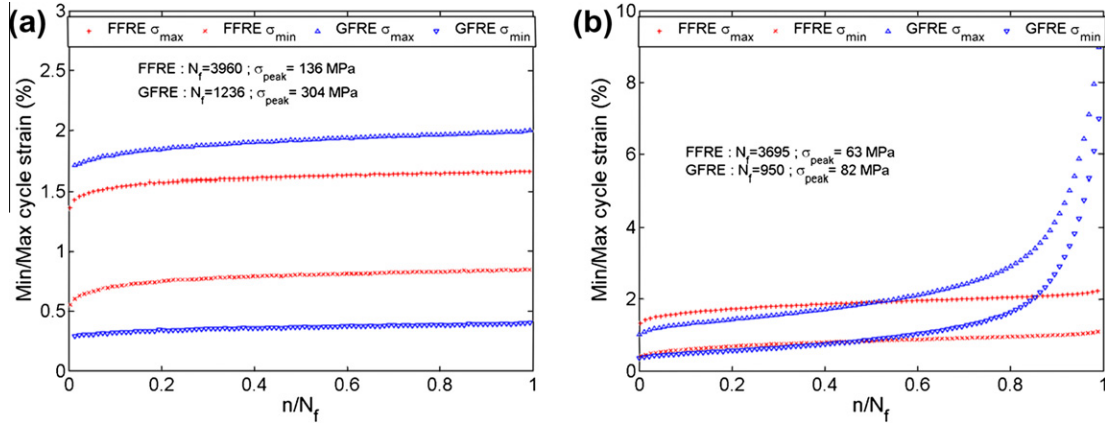 (a)
FFRE σmax FFRE σmin GFRE σmax GFRE σmin
FFRE : Nf=3960 ; σpeak= 136 MPa
GFRE : Nf=1236 ; σpeak= 304 MPa
Min/Max cycle strain (%)
3
2.5
2
1.5
1
0.5
0
0 0.2 0.4 0.6 0.8 1
n/Nf
(b)
FFRE σmax FFRE σmin GFRE σmax GFRE σmin
FFRE : Nf=3695 ; σpeak= 63 MPa
GFRE : Nf=950 ; σpeak= 82 MPa
Min/Max cycle strain (%)
10
8
6
4
2
0
0 0.2 0.4 0.6 0.8 1
n/Nf